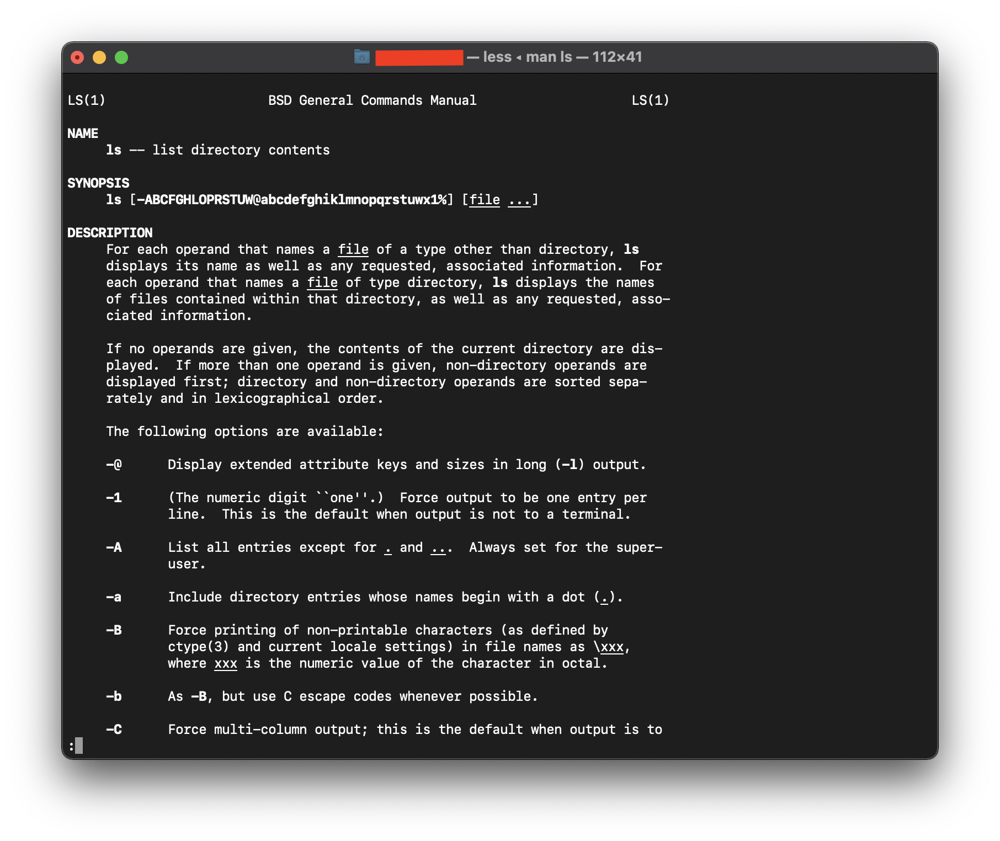 — less ◂ man ls — 112×41
LS(1)                     BSD General Commands Manual                    LS(1)
NAME
     ls -- list directory contents
SYNOPSIS
     ls [-ABCFGHLOPRSTUW@abcdefghiklmnopqrstuwx1%] [file ...]
DESCRIPTION
     For each operand that names a file of a type other than directory, ls
     displays its name as well as any requested, associated information.  For
     each operand that names a file of type directory, ls displays the names
     of files contained within that directory, as well as any requested, asso-
     ciated information.
     If no operands are given, the contents of the current directory are dis-
     played.  If more than one operand is given, non-directory operands are
     displayed first; directory and non-directory operands are sorted sepa-
     rately and in lexicographical order.
     The following options are available:
     -@      Display extended attribute keys and sizes in long (-l) output.
     -1      (The numeric digit ``one''.)  Force output to be one entry per
             line.  This is the default when output is not to a terminal.
     -A      List all entries except for . and ...  Always set for the super-
             user.
     -a      Include directory entries whose names begin with a dot (.).
     -B      Force printing of non-printable characters (as defined by
             ctype(3) and current locale settings) in file names as \xxx,
             where xxx is the numeric value of the character in octal.
     -b      As -B, but use C escape codes whenever possible.
     -C      Force multi-column output; this is the default when output is to
: